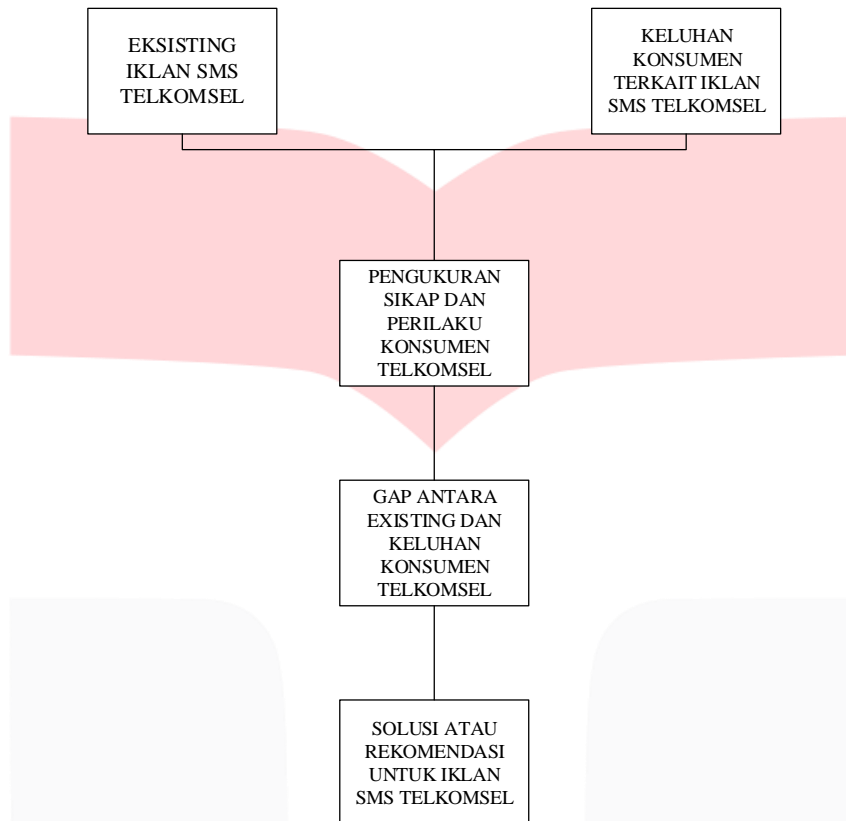 EKSISTING
IKLAN SMS
TELKOMSEL
KELUHAN
KONSUMEN
TERKAIT IKLAN
SMS TELKOMSEL
PENGUKURAN
SIKAP DAN
PERILAKU
KONSUMEN
TELKOMSEL
GAP ANTARA
EXISTING DAN
KELUHAN
KONSUMEN
TELKOMSEL
SOLUSI ATAU
REKOMENDASI
UNTUK IKLAN
SMS TELKOMSEL